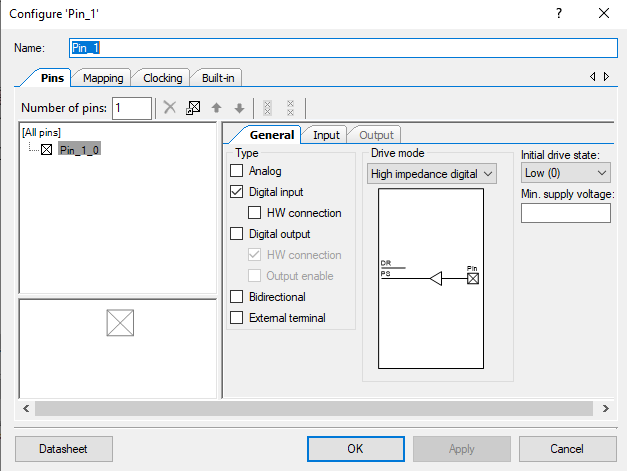 Configure 'Pin_1'
?
Name:
Pin_1
Pins Mapping Clocking Built-in
Number of pins: 1
[All pins]
Pin_1_0
General Input Output
Type
Analog
Digital input
HW connection
Digital output
HW connection
Output enable
Bidirectional
External terminal
Drive mode
High impedance digital
DR
PS
Pin
Initial drive state:
Low (0)
Min. supply voltage:
Datasheet OK Apply Cancel